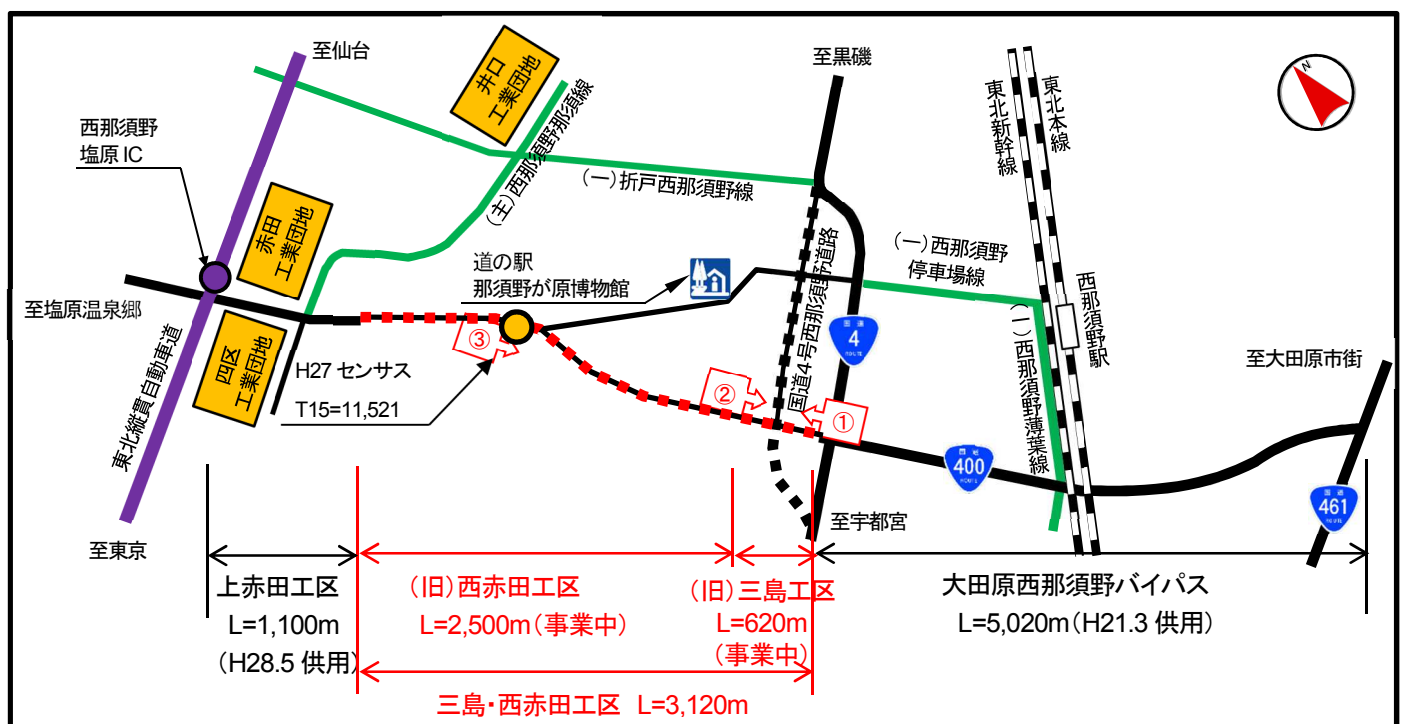 至仙台
至黒磯
N
井口
工業団地
東北新幹線
東北本線
西那須野
塩原 IC
(主)西那須野那須線
(一)折戸西那須野線
赤田
工業団地
道の駅
那須野が原博物館
(一)西那須野
停車場線
国道4号西那須野道路
西那須野駅
至塩原温泉郷
国道
4
ROUTE
③
四区
工業団地
H27 センサス
T15=11,521
東北縦貫自動車道
②
①
(一)西那須野薄葉線
至大田原市街
国道
400
ROUTE
国道
461
ROUTE
至東京
至宇都宮
上赤田工区
L=1,100m
(H28.5 供用)
(旧)西赤田工区
L=2,500m(事業中)
(旧)三島工区
L=620m
(事業中)
大田原西那須野バイパス
L=5,020m(H21.3 供用)
三島・西赤田工区 L=3,120m